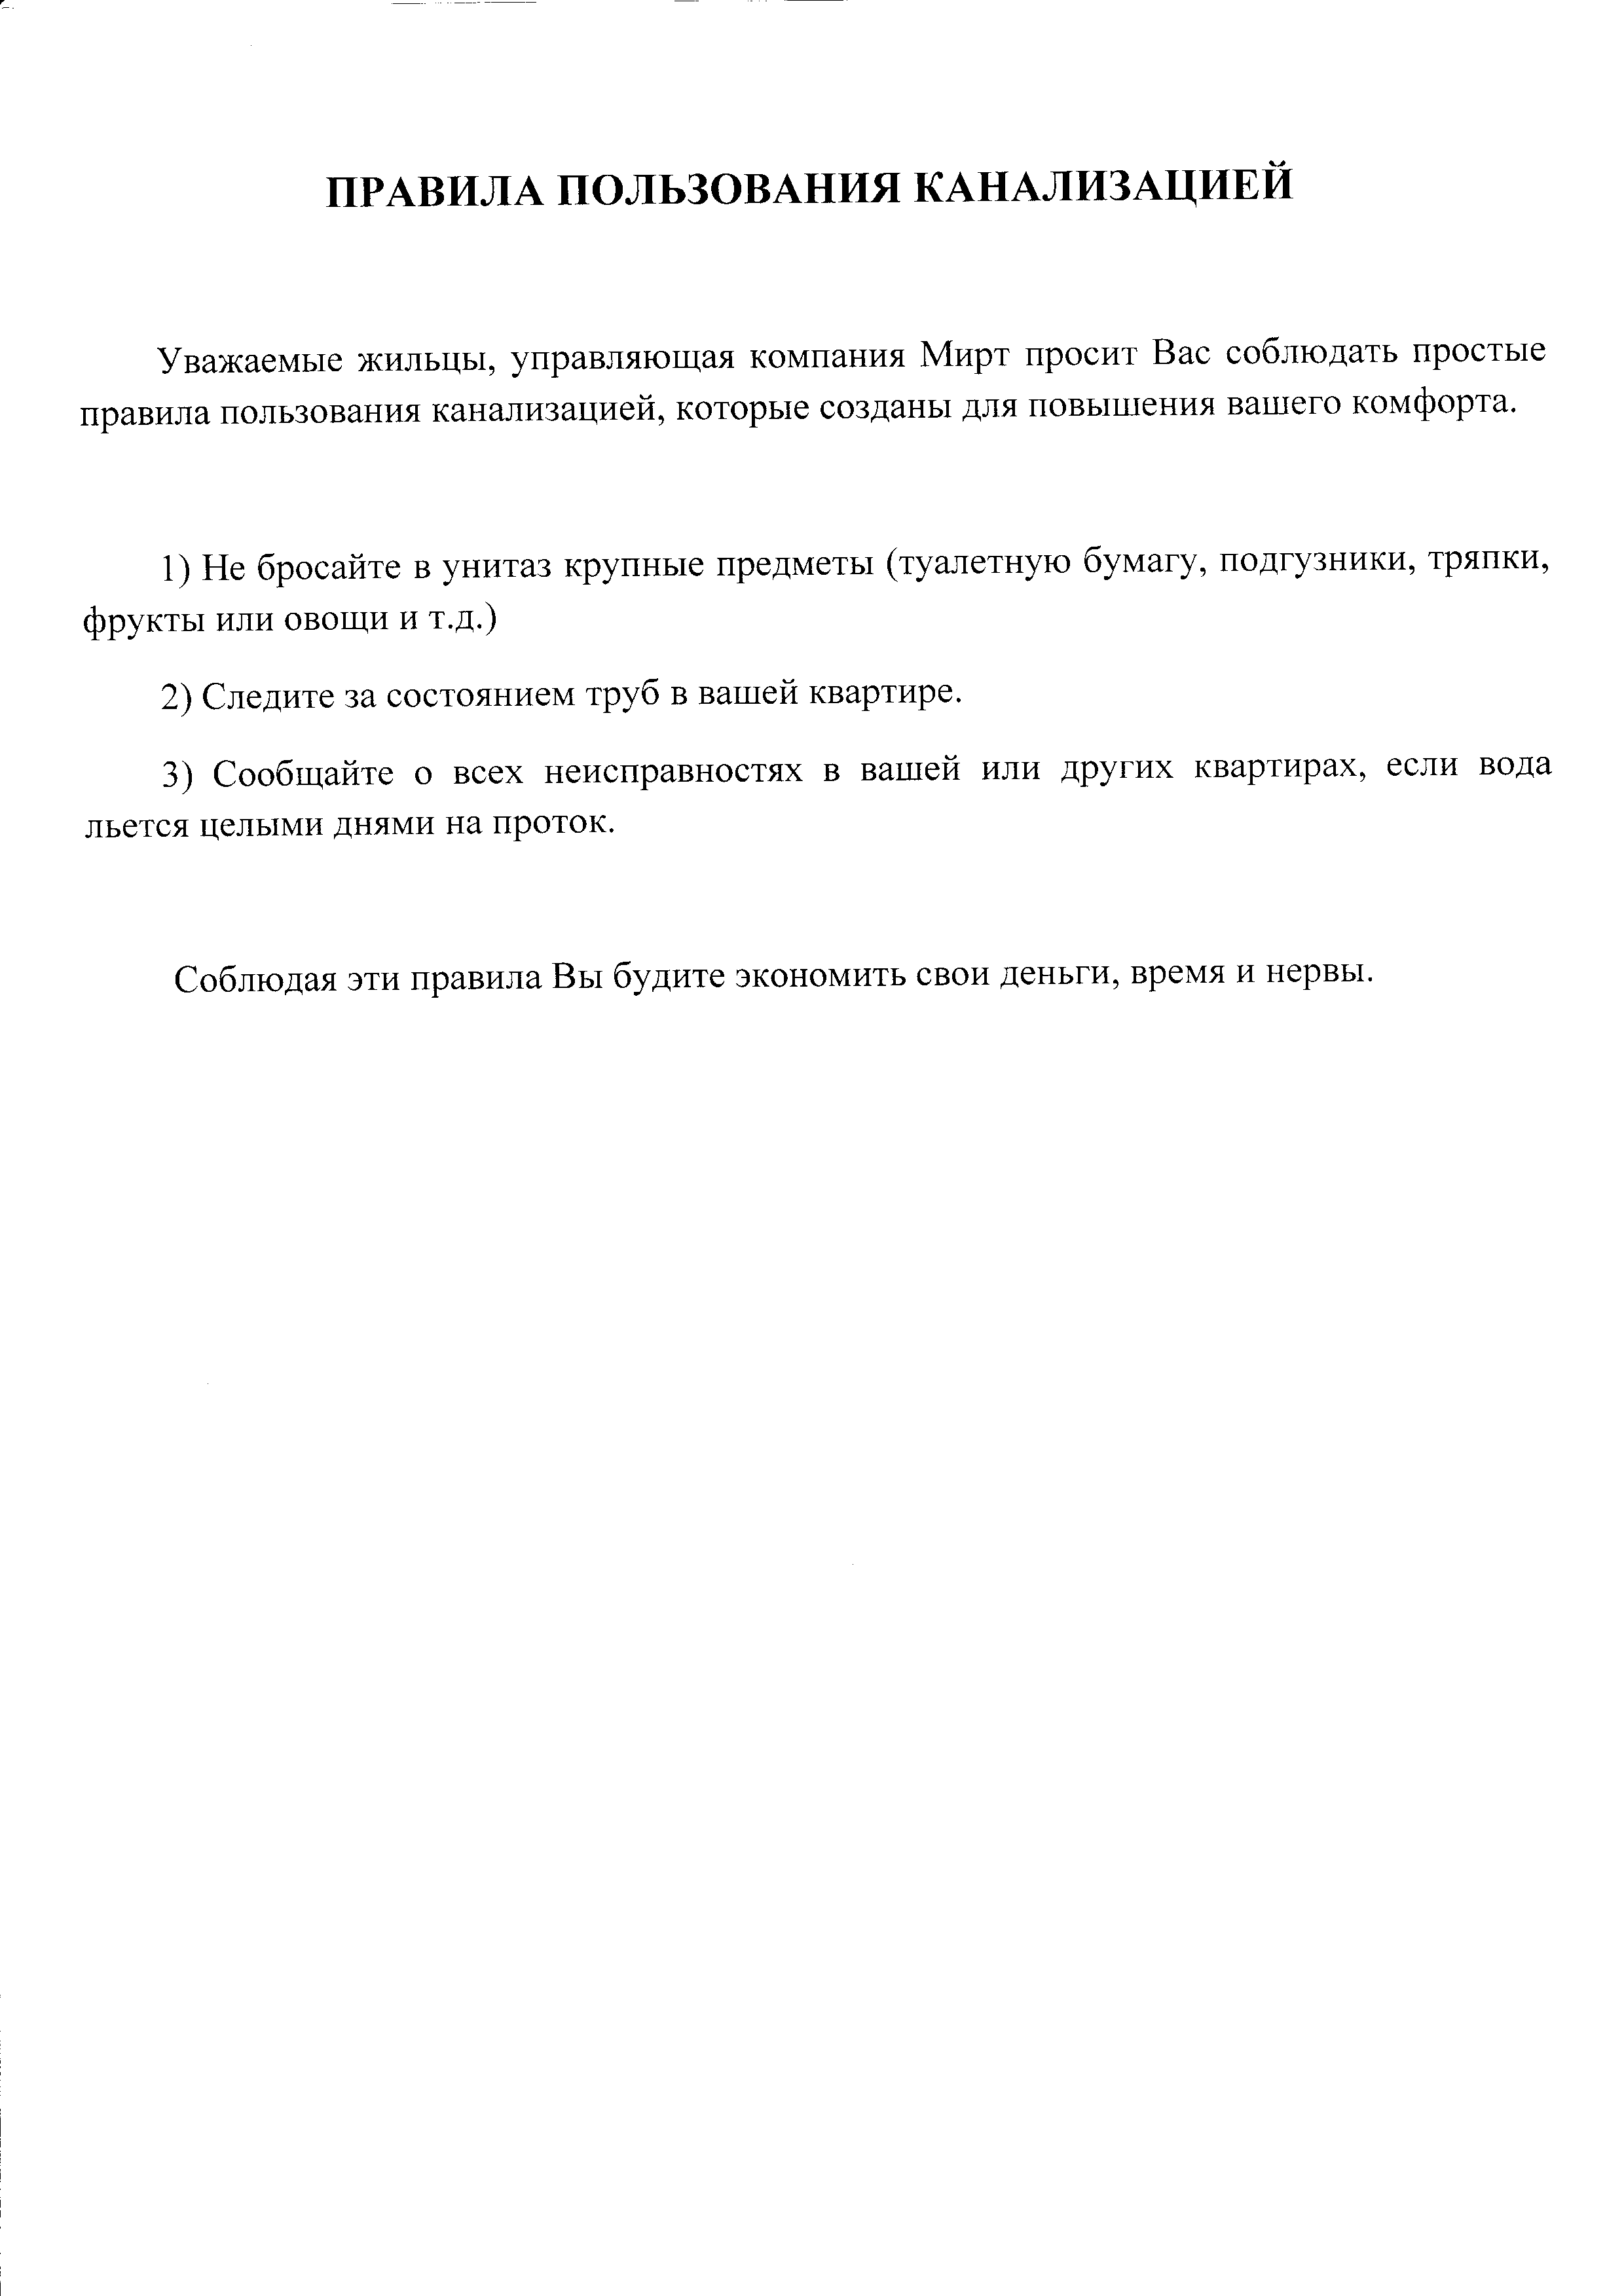 ПРАВИЛА ПОЛЬЗОВАНИЯ КАНАЛИЗАЦИЕЙ
Уважаемые жильцы, управляющая компания Мирт просит Вас соблюдать простые
правила пользования канализацией, которые созданы для повышения вашего комфорта.
1) Не бросайте в унитаз крупные предметы (туалетную бумагу, подгузники, тряпки,
фрукты или овощи и т.д.)
2) Следите за состоянием труб в вашей квартире.
3) Сообщайте о всех неисправностях в вашей или других квартирах, если вода
льется целыми днями на проток.
Соблюдая эти правила Вы будите экономить свои деньги, время и нервы.